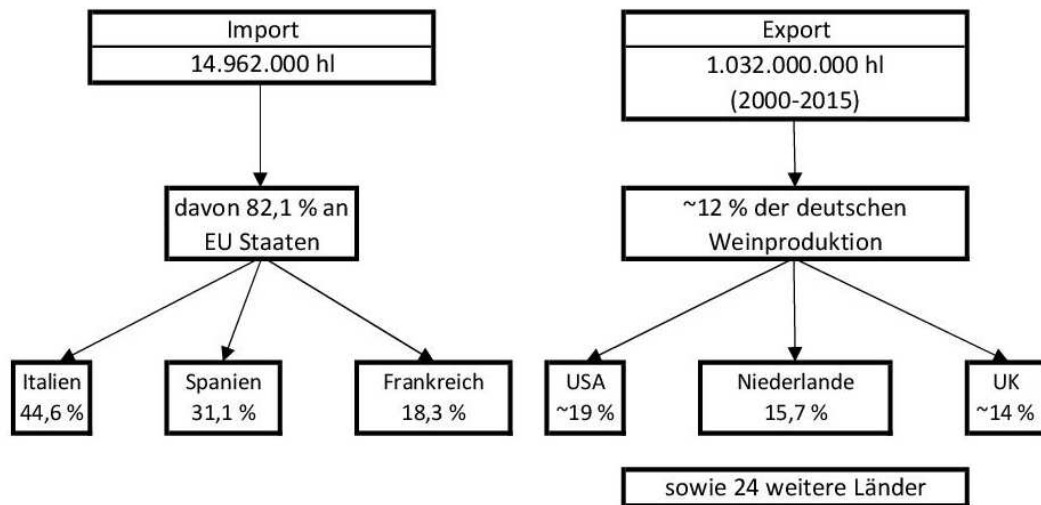 Import
14.962.000 hl
davon 82,1 % an
EU Staaten
Italien
44,6 %
Spanien
31,1 %
Frankreich
18,3 %
Export
1.032.000.000 hl
(2000-2015)
~12 % der deutschen
Weinproduktion
USA
~19 %
Niederlande
15,7 %
UK
~14 %
sowie 24 weitere Länder